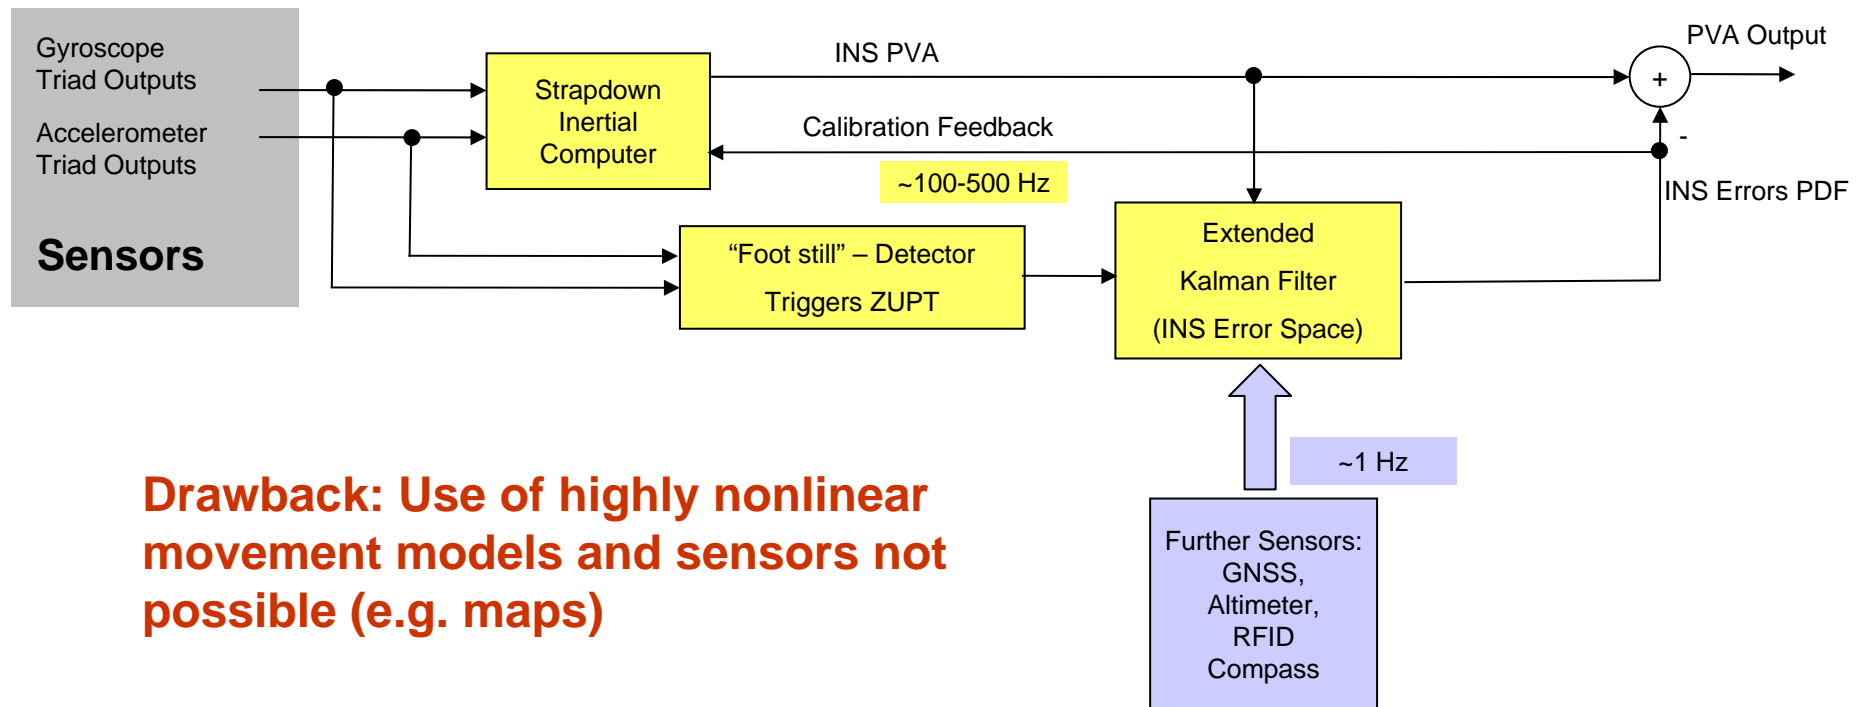 Gyroscope
Triad Outputs
Accelerometer
Triad Outputs
Sensors
Strapdown
Inertial
Computer
INS PVA
Calibration Feedback
~100-500 Hz
PVA Output
+
-
INS Errors PDF
“Foot still” – Detector
Triggers ZUPT
Extended
Kalman Filter
(INS Error Space)
~1 Hz
Further Sensors:
GNSS,
Altimeter,
RFID
Compass
Drawback: Use of highly nonlinear
movement models and sensors not
possible (e.g. maps)